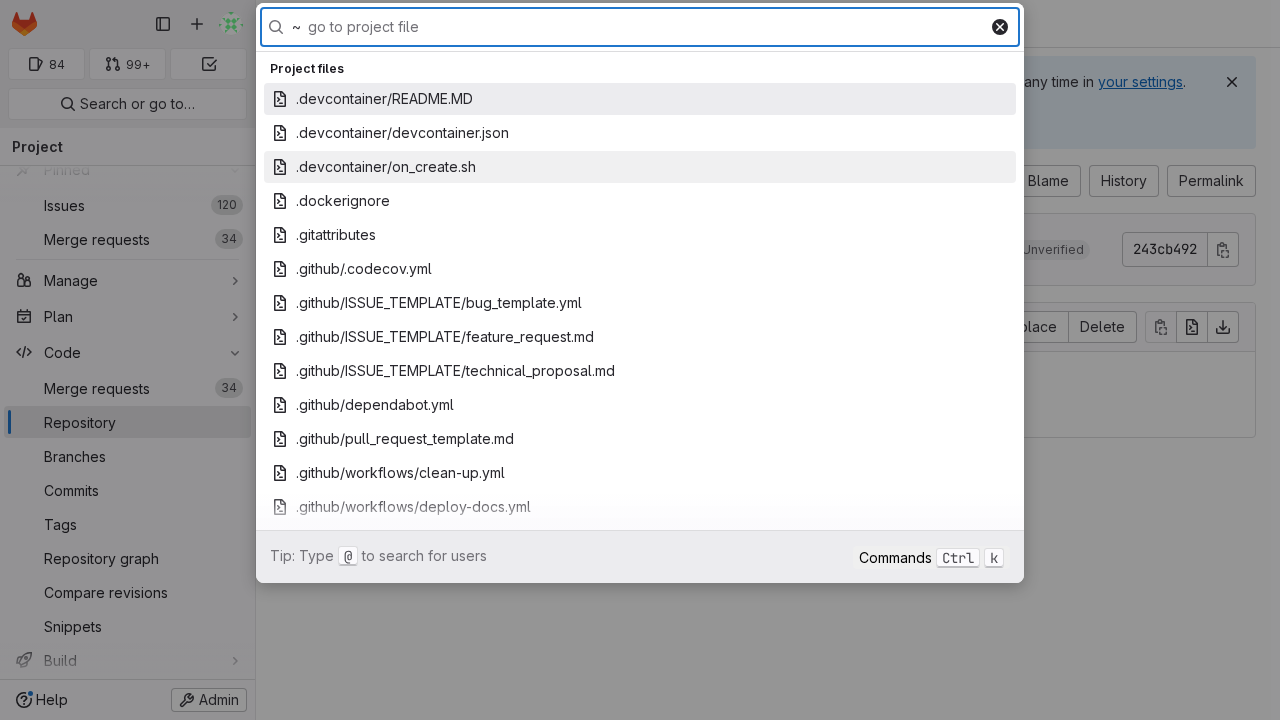 ~ go to project file
Project files
.devcontainer/README.MD
.devcontainer/devcontainer.json
.devcontainer/on_create.sh
.dockerignore
.gitattributes
.github/.codecov.yml
.github/ISSUE_TEMPLATE/bug_template.yml
.github/ISSUE_TEMPLATE/feature_request.md
.github/ISSUE_TEMPLATE/technical_proposal.md
.github/dependabot.yml
.github/pull_request_template.md
.github/workflows/clean-up.yml
.github/workflows/deploy-docs.yml
Tip: Type @ to search for users
Commands Ctrl k
84
99+
Search or go to…
Project
Pinned
Issues 120
Merge requests 34
Manage
Plan
Code
Merge requests 34
Repository
Branches
Commits
Tags
Repository graph
Compare revisions
Snippets
Build
Help
Admin
any time in your settings.
Blame
History
Permalink
Unverified
243cb492
Delete